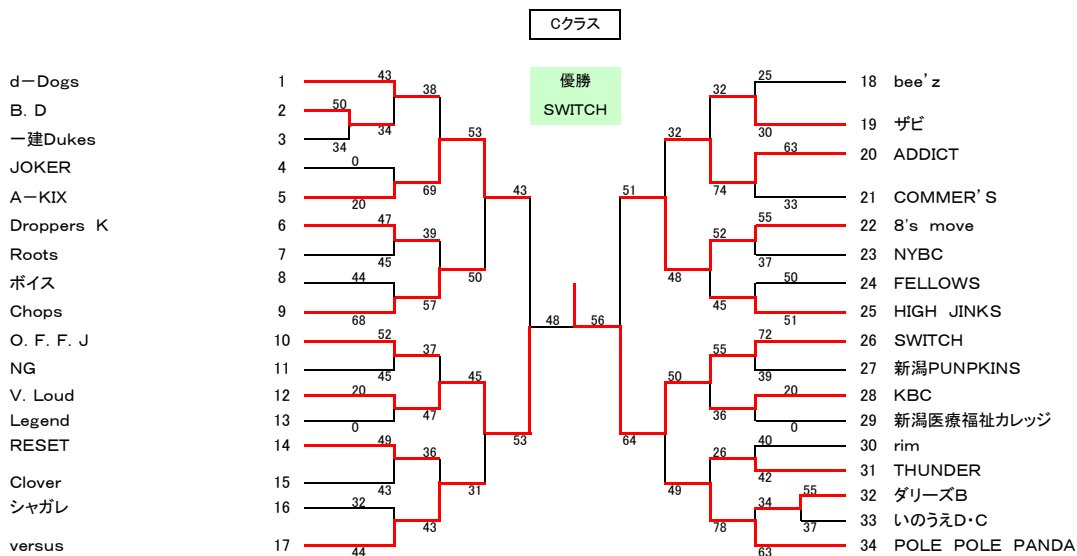 Cクラス
優勝
SWITCH
d－Dogs 1
B. D 2
一建Dukes 3
JOKER 4
A－KIX 5
Droppers K 6
Roots 7
ボイス 8
Chops 9
O. F. F. J 10
NG 11
V. Loud 12
Legend 13
RESET 14
Clover 15
シャガレ 16
versus 17
43
50
34
34
0
20
47
45
44
68
52
45
20
0
49
43
32
44
38
69
39
57
37
47
36
43
53
50
45
31
43
53
48
56
51
64
32
48
50
49
32
74
52
45
55
36
26
78
25
30
63
33
55
37
50
51
72
39
20
0
40
42
34
63
55
37
18 bee'z
19 ザビ
20 ADDICT
21 COMMER'S
22 8's move
23 NYBC
24 FELLOWS
25 HIGH JINKS
26 SWITCH
27 新潟PUNPKINS
28 KBC
29 新潟医療福祉カレッジ
30 rim
31 THUNDER
32 ダリーズB
33 いのうえD・C
34 POLE POLE PANDA